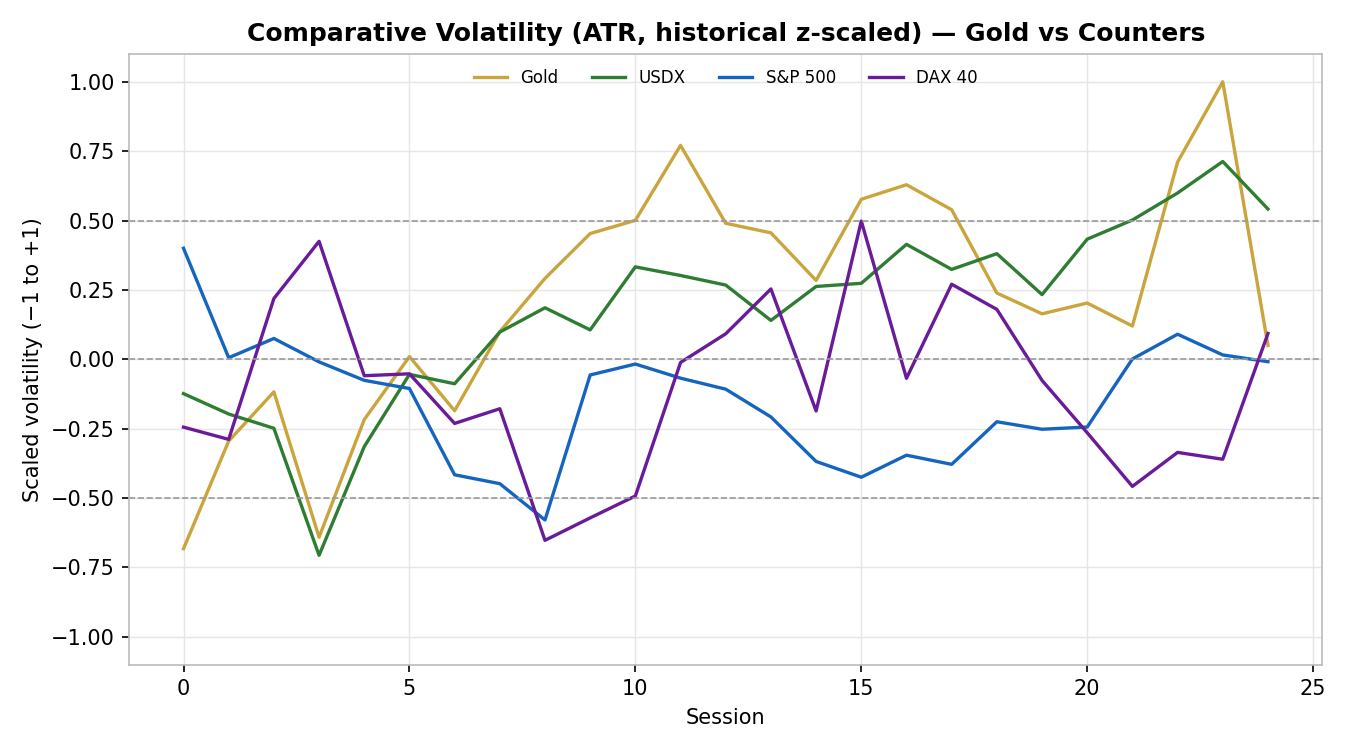 Comparative Volatility (ATR, historical z-scaled) — Gold vs Counters
Gold USDX S&P 500 DAX 40
Scaled volatility (−1 to +1)
1.00
0.75
0.50
0.25
0.00
−0.25
−0.50
−0.75
−1.00
0 5 10 15 20 25
Session